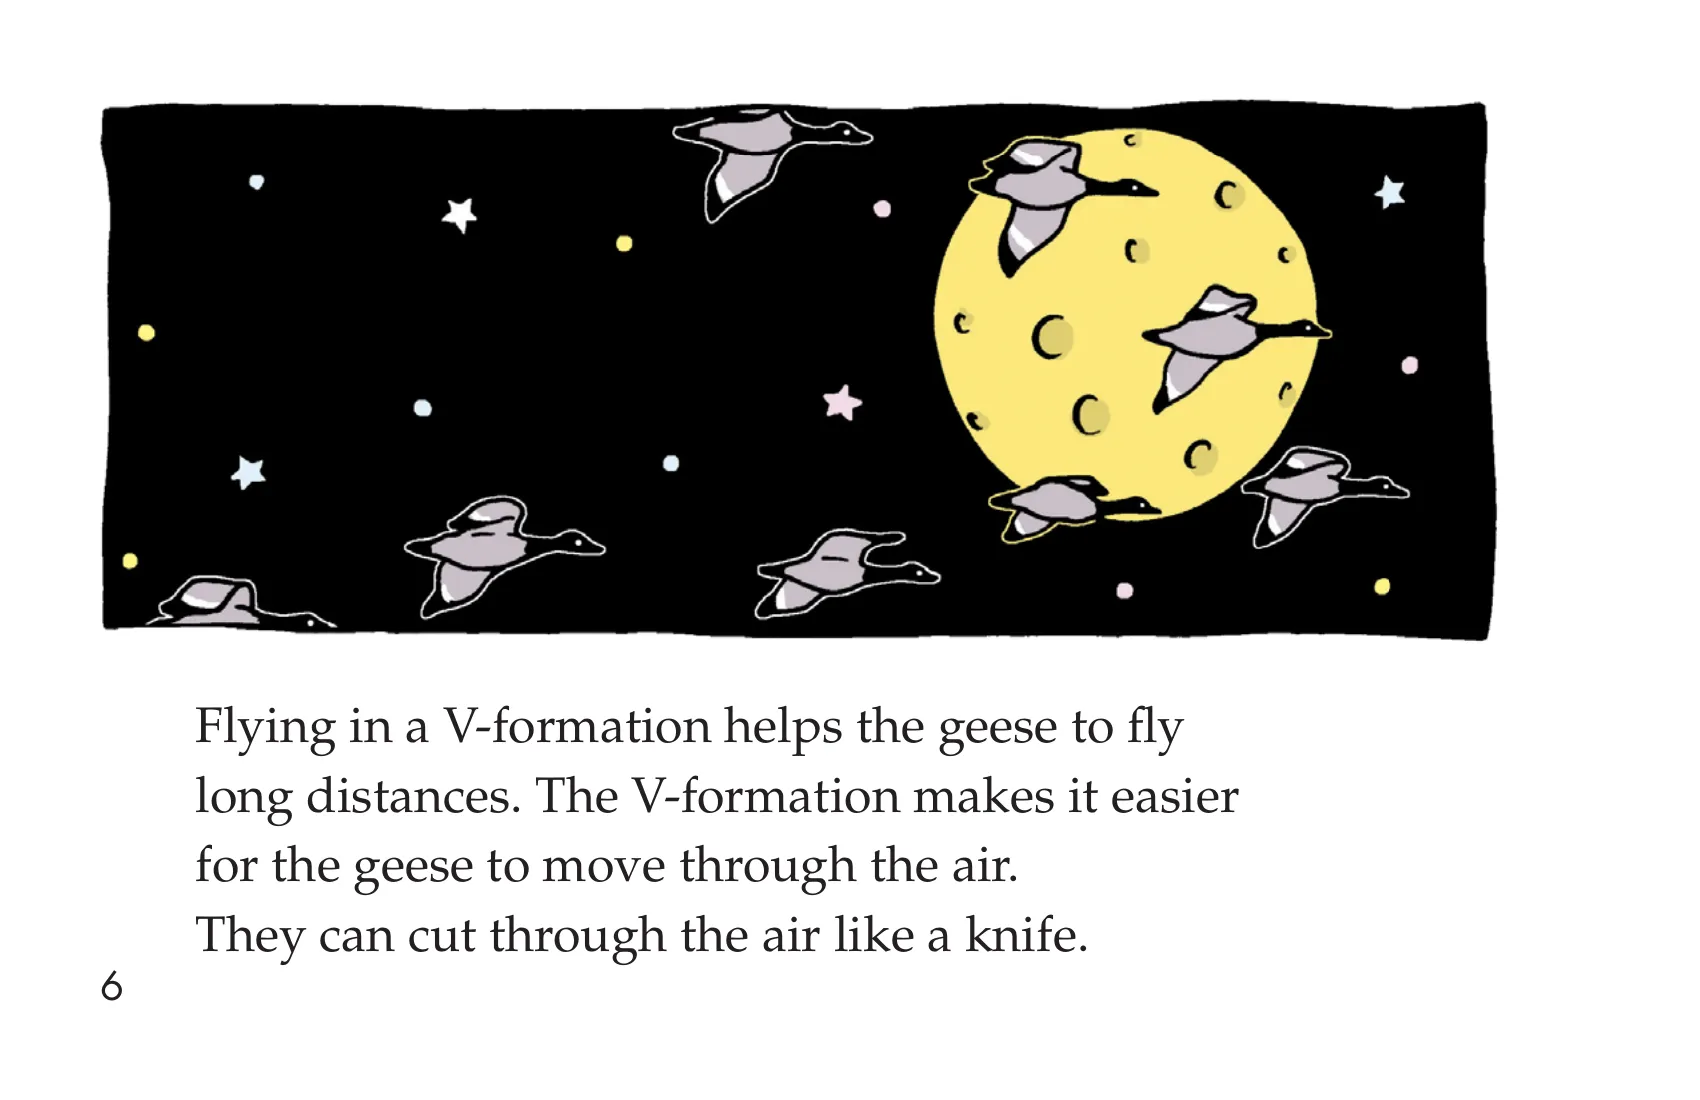 Flying in a V-formation helps the geese to fly
long distances. The V-formation makes it easier
for the geese to move through the air.
They can cut through the air like a knife.
6